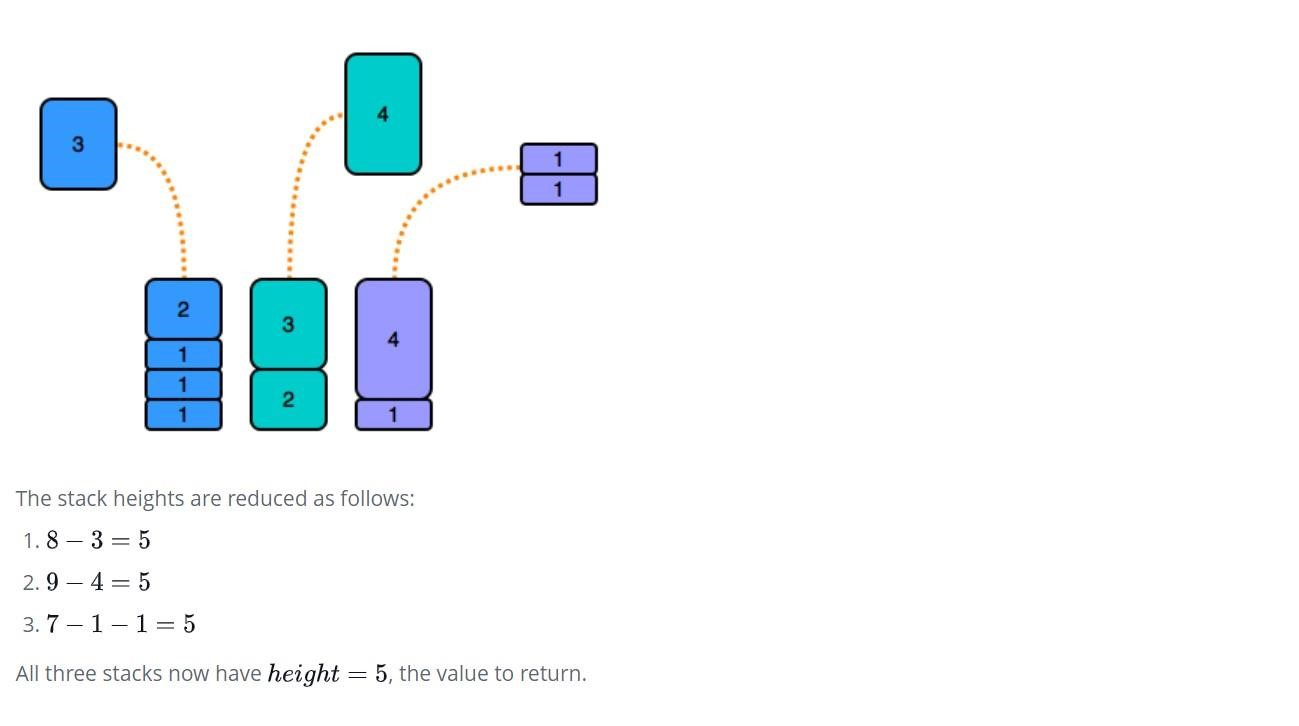 4
3
1
1
2
3
4
1
1
2
1
1
The stack heights are reduced as follows:
1. 8 − 3 = 5
2. 9 − 4 = 5
3. 7 − 1 − 1 = 5
All three stacks now have height = 5, the value to return.